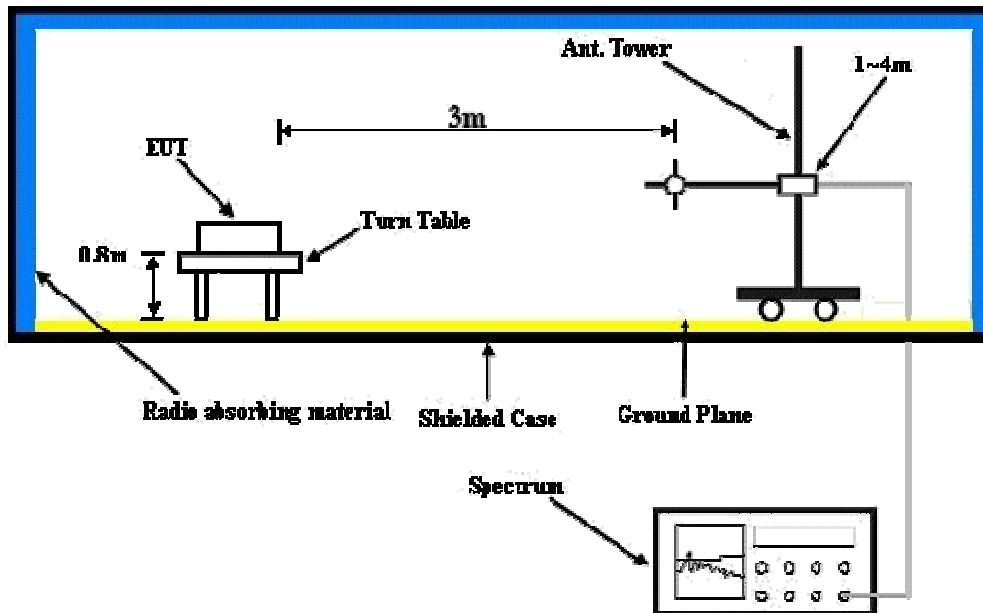 Ant. Tower
1~4m
3m
EUT
Turn Table
0.8m
Radio absorbing material
Shielded Case
Ground Plane
Spectrum